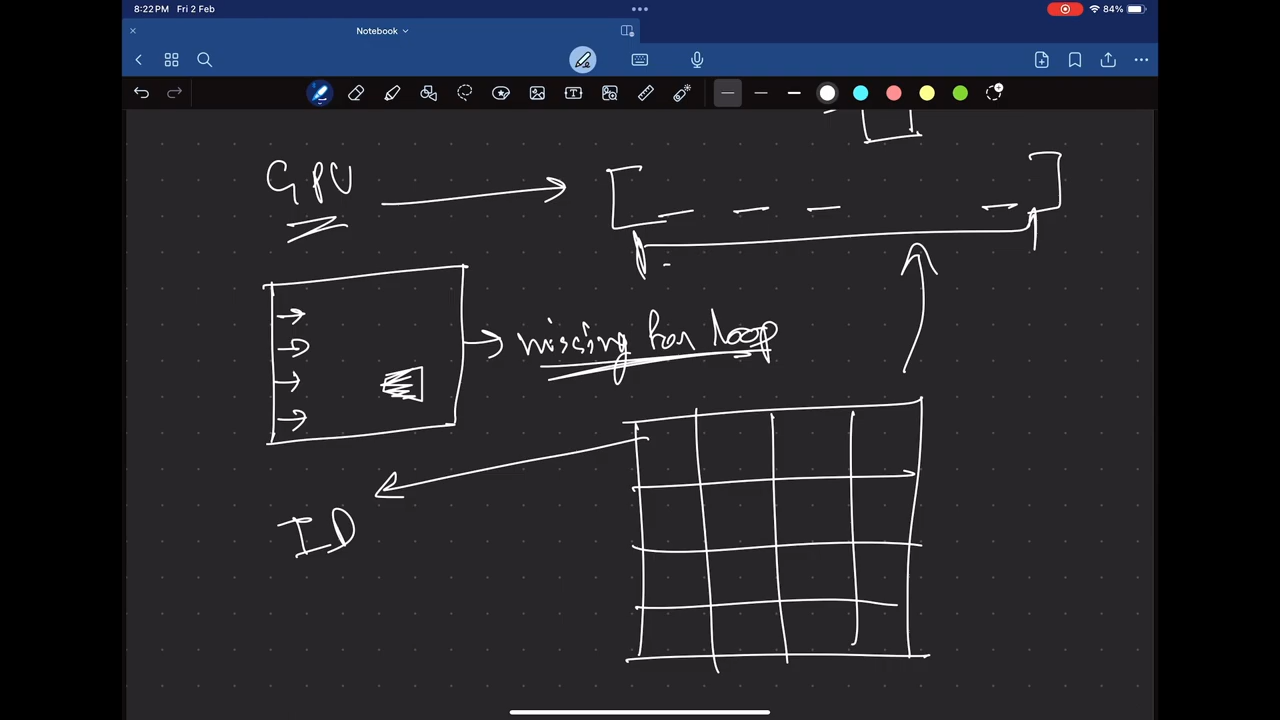 8:22 PM Fri 2 Feb
84%
Notebook
GPU
missing for loop
ID